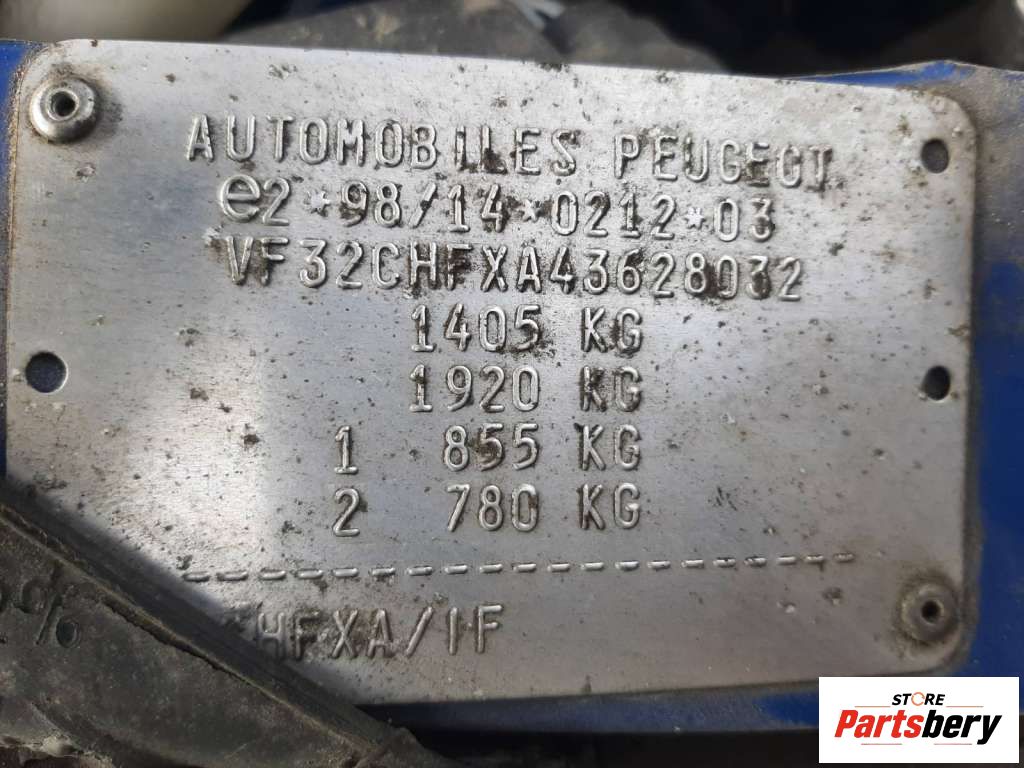 AUTOMOBILES PEUGEOT
e2*98/14*0212*03
VF32CHFXA43628032
1405 KG
1920 KG
1 855 KG
2 780 KG
-------------------------
HFXA/IF
STORE
Partsbery